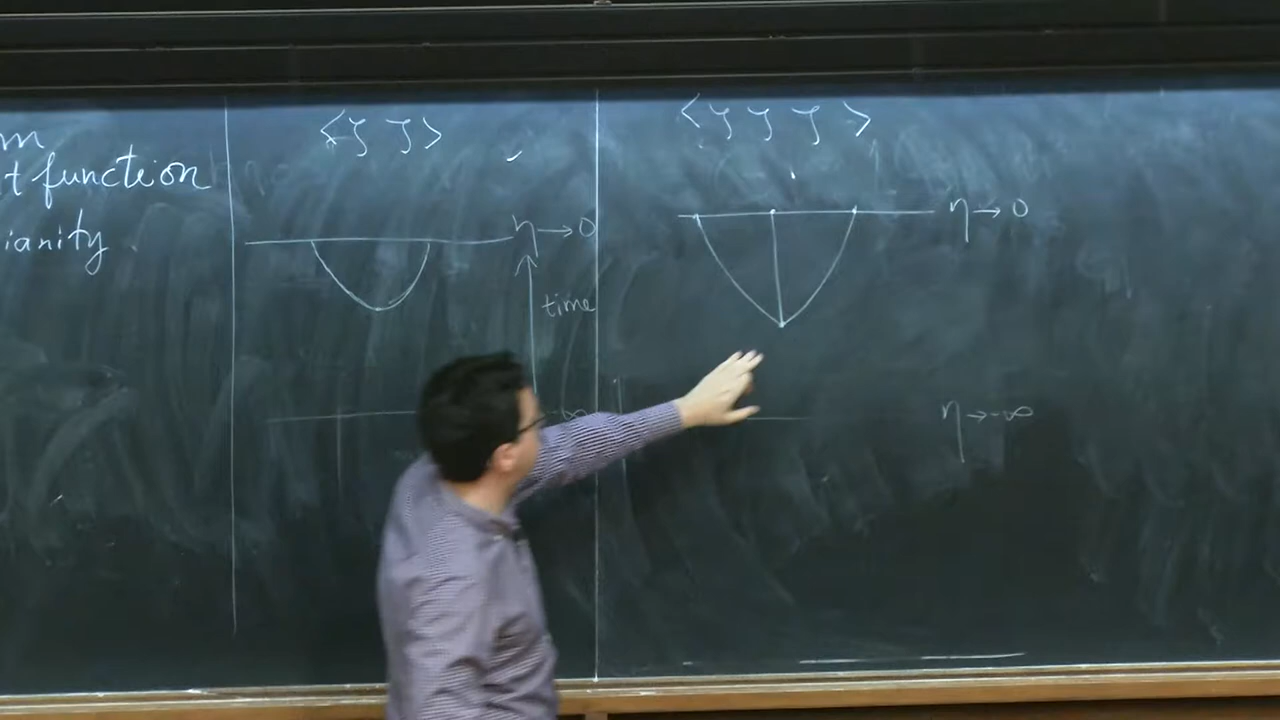 m
t function
ianity
<ζ ζ>
η → 0
time
∞
<ζ ζ ζ>
η → 0
η → -∞